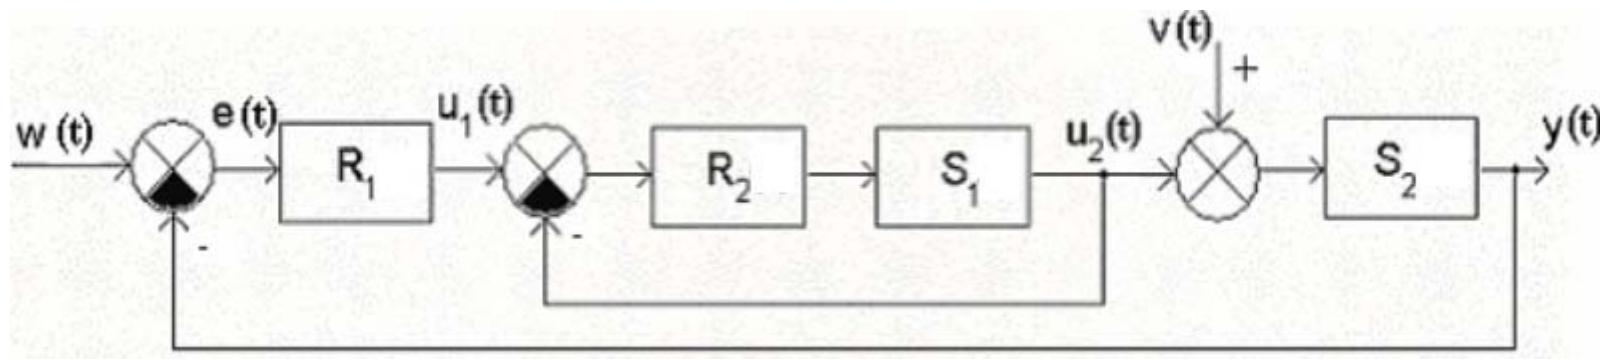 v(t)
+
w(t)
e(t)
R1
u1(t)
R2
S1
u2(t)
S2
y(t)
-
-